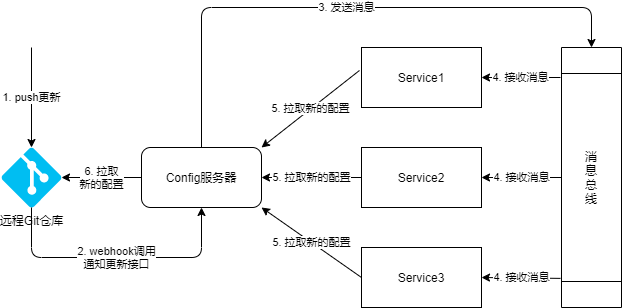 3. 发送消息
Service1
4. 接收消息
1. push更新
5. 拉取新的配置
6. 拉取
新的配置
Config服务器
5. 拉取新的配置
Service2
4. 接收消息
消息总线
远程Git仓库
2. webhook调用
通知更新接口
5. 拉取新的配置
Service3
4. 接收消息